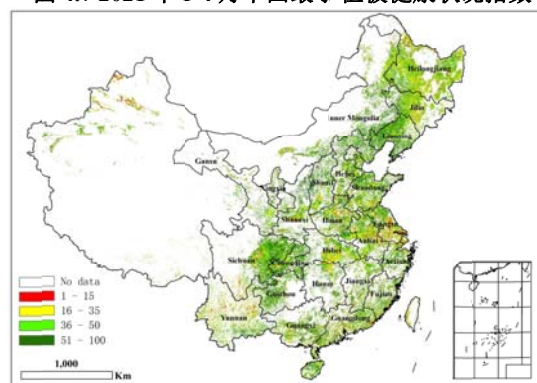 Heilongjiang
Jilin
Inner Mongolia
Liaoning
Gansu
Hebei
Ningxia
Shanxi
Shandong
Shaanxi
Henan
Jiangsu
Anhui
Hubei
Sichuan
Chongqing
Zhejiang
Hunan
Jiangxi
Guizhou
Fujian
Yunnan
Guangxi
Guangdong
No data
1 - 15
16 - 35
36 - 50
51 - 100
1,000
Km